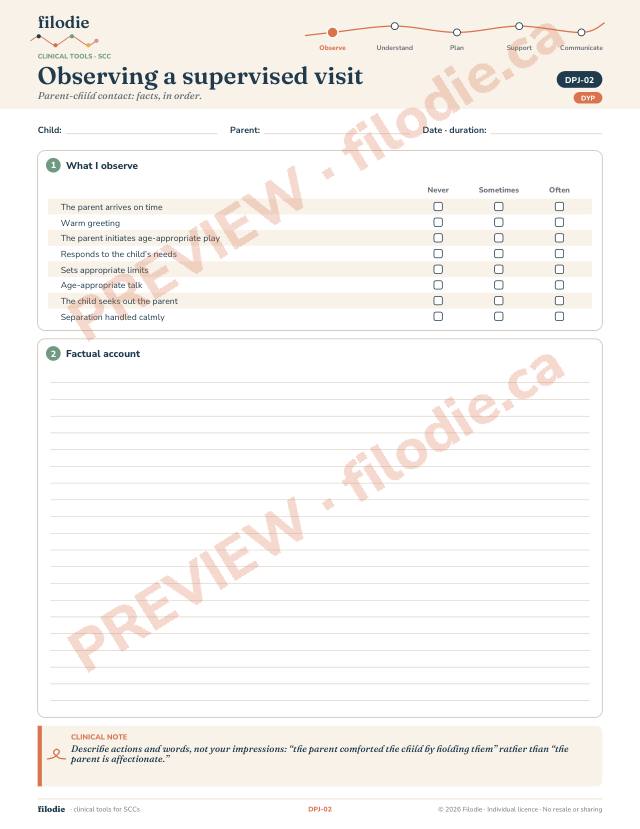 filodie
CLINICAL TOOLS · SCC
Observe Understand Plan Support Communicate
Observing a supervised visit
Parent-child contact: facts, in order.
DPJ-02
DYP
Child: Parent: Date · duration:
1 What I observe
Never Sometimes Often
The parent arrives on time
Warm greeting
The parent initiates age-appropriate play
Responds to the child's needs
Sets appropriate limits
Age-appropriate talk
The child seeks out the parent
Separation handled calmly
PREVIEW · filodie.ca
2 Factual account
PREVIEW · filodie.ca
CLINICAL NOTE
Describe actions and words, not your impressions: “the parent comforted the child by holding them” rather than “the
parent is affectionate.”
filodie · clinical tools for SCCs DPJ-02 © 2026 Filodie · Individual licence · No resale or sharing